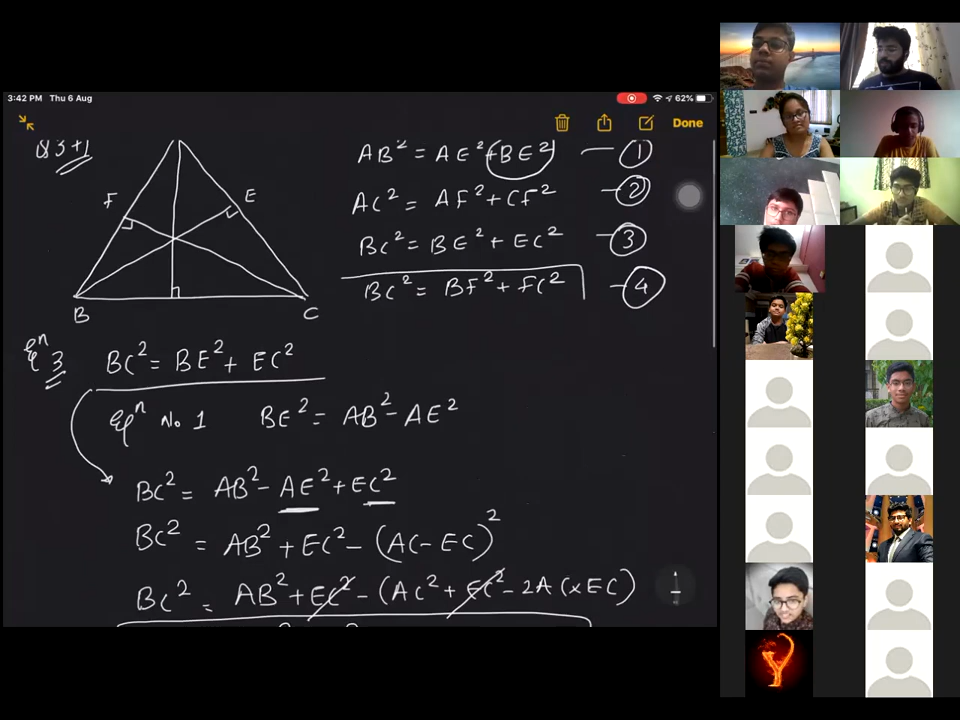 3:42 PM Thu 6 Aug
62%
Done
F
E
B
C
AB² = AE² + BE² — 1
AC² = AF² + CF² — 2
BC² = BE² + EC² — 3
BC² = BF² + FC² — 4
Eqⁿ 3 BC² = BE² + EC²
Eqⁿ No 1 BE² = AB² - AE²
BC² = AB² - AE² + EC²
BC² = AB² + EC² - (AC - EC)²
BC² = AB² + EC² - (AC² + EC² - 2AC × EC)